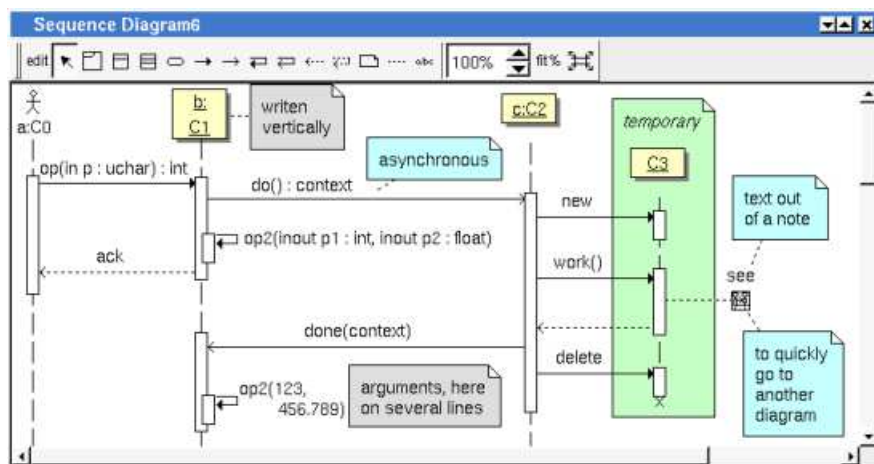 Sequence Diagram6
edit
abc
100%
fit%
a:C0
b:
C1
writen
vertically
c:C2
temporary
C3
asynchronous
op(in p : uchar) : int
do() : context
new
text out
of a note
op2(inout p1 : int, inout p2 : float)
ack
work()
see
done(context)
delete
to quickly
go to
another
diagram
op2(123,
456.789)
arguments, here
on several lines